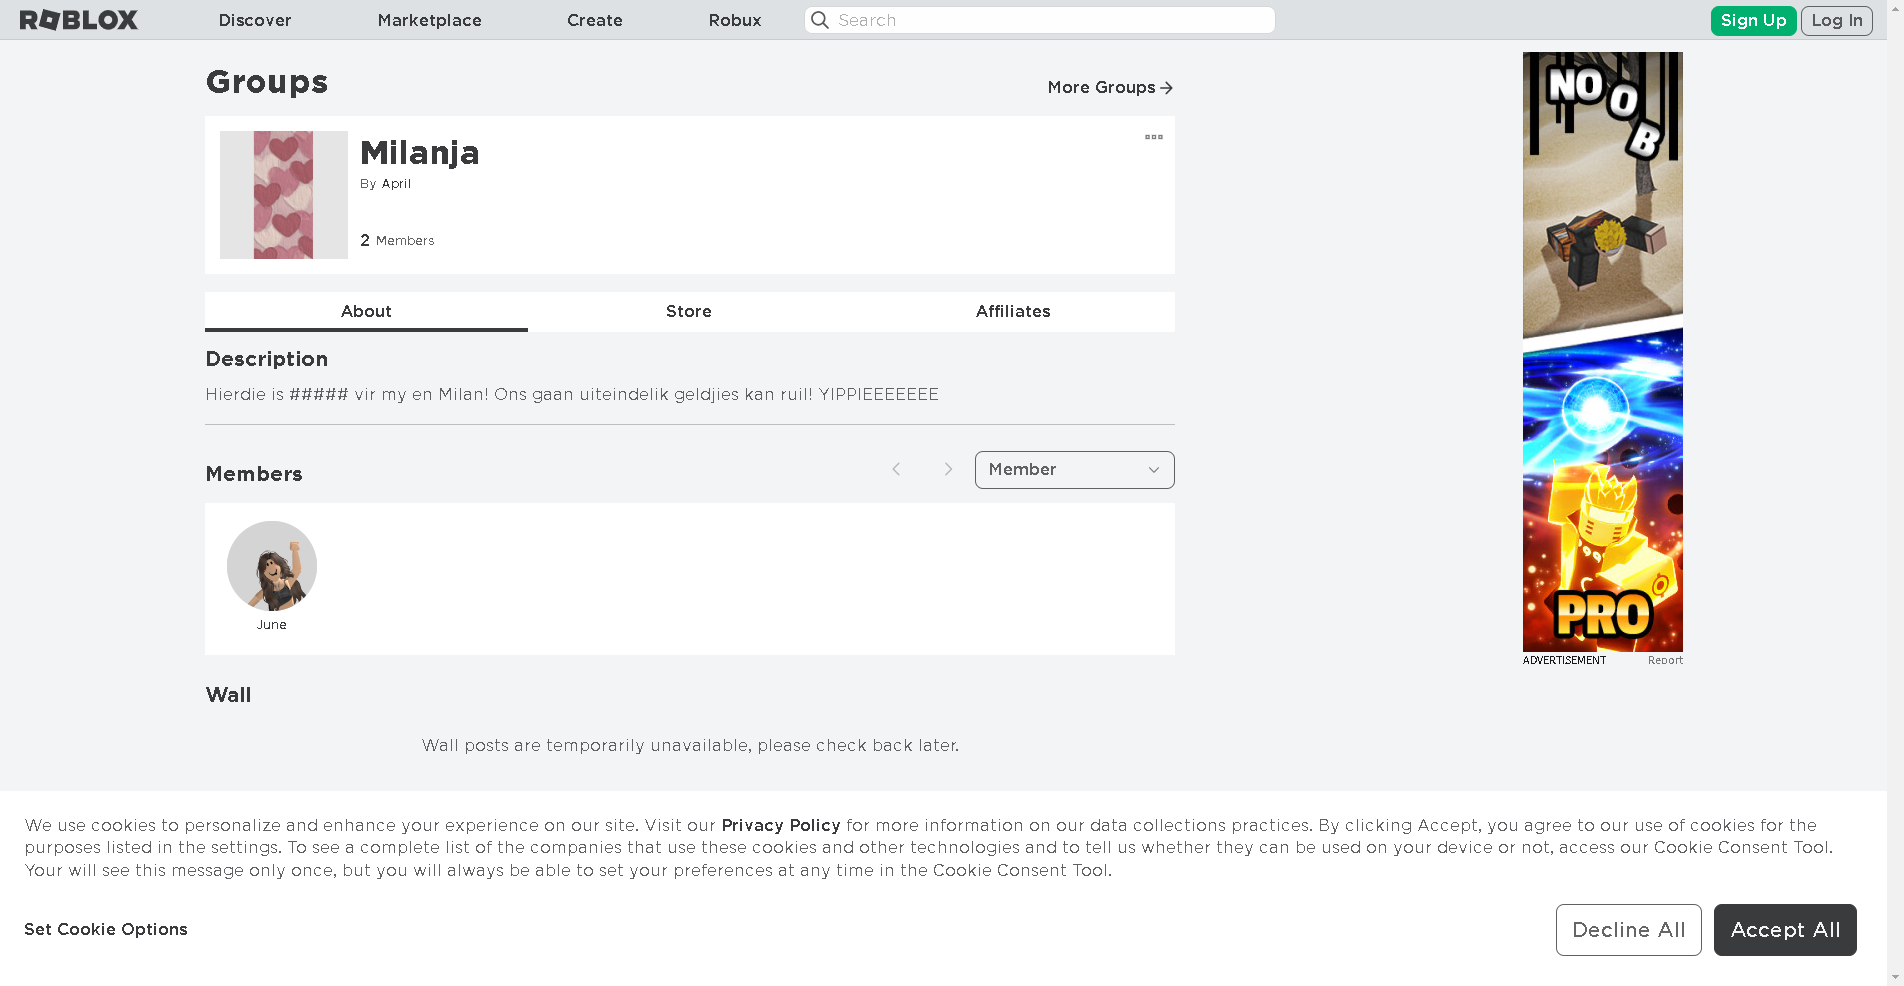 ROBLOX Discover Marketplace Create Robux Search Sign Up Log In
Groups
More Groups
Milanja
By April
2 Members
About Store Affiliates
Description
Hierdie is ##### vir my en Milan! Ons gaan uiteindelik geldjies kan ruil! YIPPIEEEEEEE
Members
Member
June
Wall
Wall posts are temporarily unavailable, please check back later.
NOOB
PRO
ADVERTISEMENT Report
We use cookies to personalize and enhance your experience on our site. Visit our Privacy Policy for more information on our data collections practices. By clicking Accept, you agree to our use of cookies for the
purposes listed in the settings. To see a complete list of the companies that use these cookies and other technologies and to tell us whether they can be used on your device or not, access our Cookie Consent Tool.
Your will see this message only once, but you will always be able to set your preferences at any time in the Cookie Consent Tool.
Set Cookie Options
Decline All
Accept All